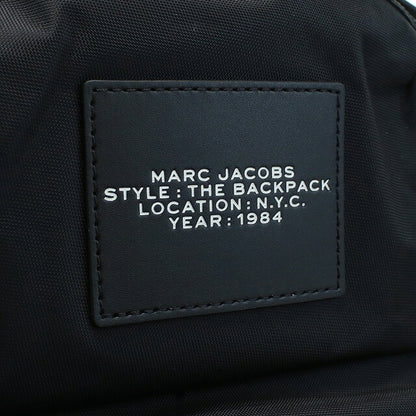 MARC JACOBS
STYLE : THE BACKPACK
LOCATION : N.Y.C.
YEAR : 1984